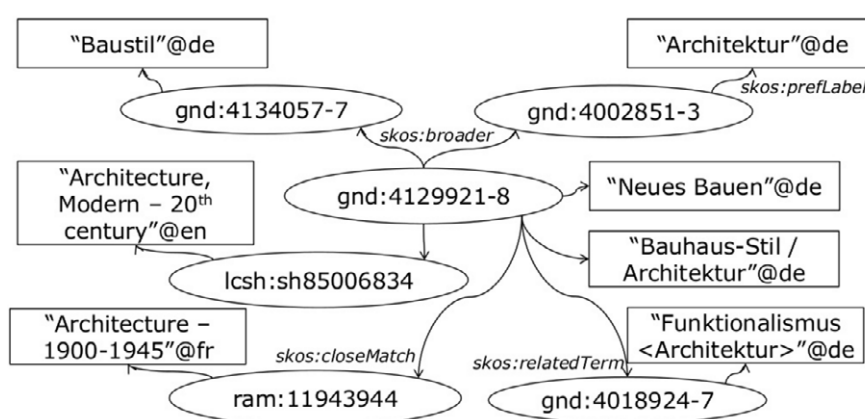 “Baustil”@de
“Architektur”@de
gnd:4134057-7
gnd:4002851-3
skos:prefLabel
skos:broader
“Architecture,
Modern – 20th
century”@en
gnd:4129921-8
“Neues Bauen”@de
“Bauhaus-Stil /
Architektur”@de
lcsh:sh85006834
“Architecture –
1900-1945”@fr
skos:closeMatch
“Funktionalismus
<Architektur>”@de
skos:relatedTerm
ram:11943944
gnd:4018924-7